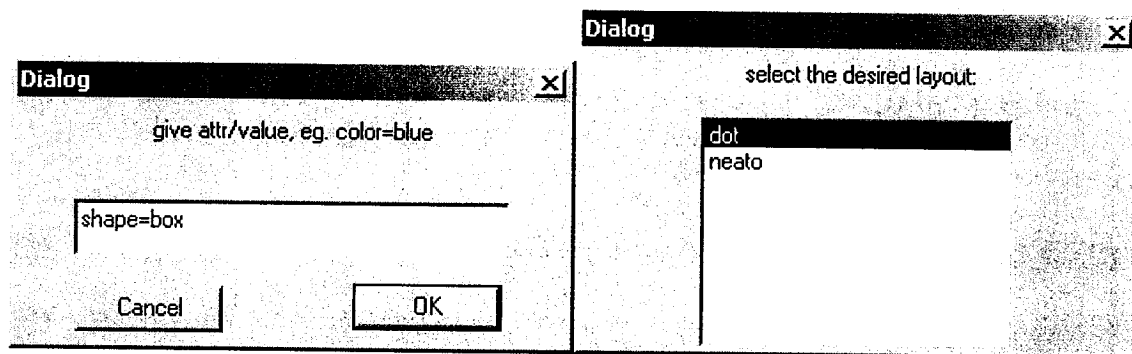 Dialog
give attr/value, eg. color=blue
shape=box
Cancel
OK
Dialog
select the desired layout:
dot
neato